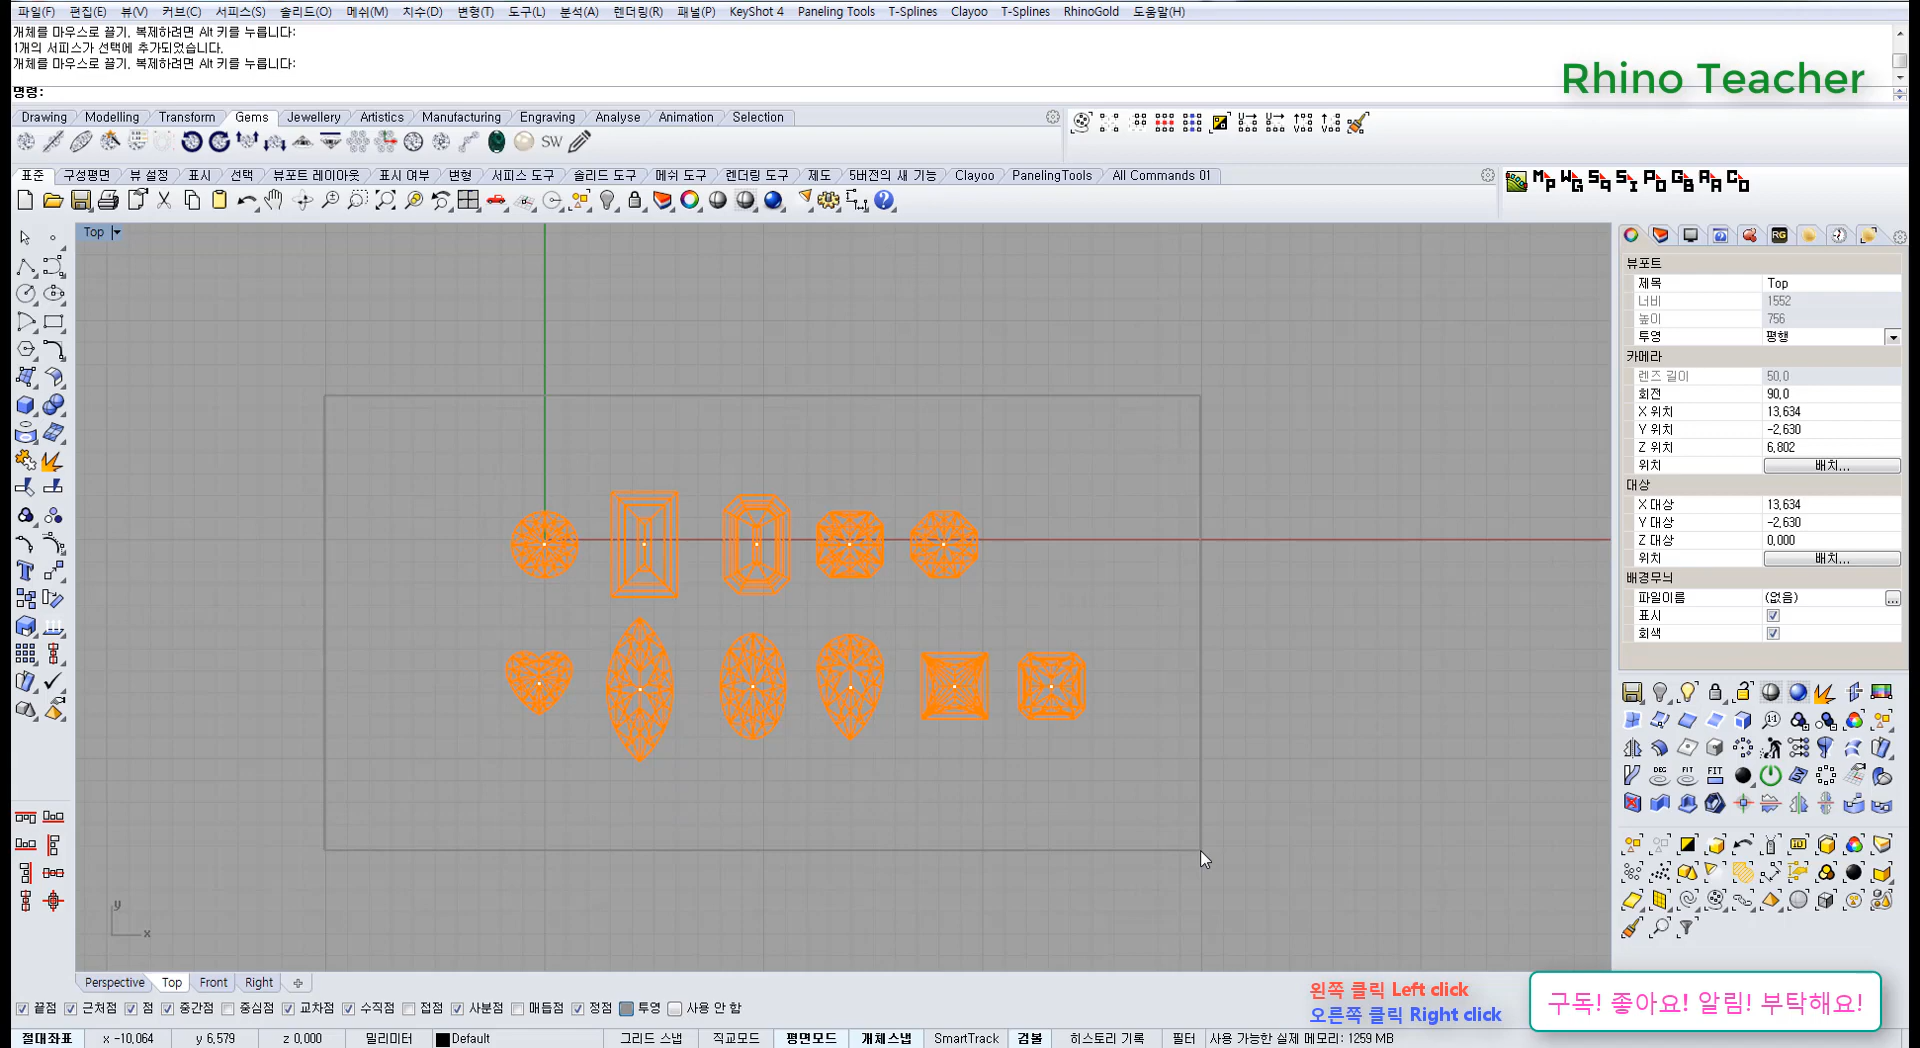 파일(F) 편집(E) 뷰(V) 커브(C) 서피스(S) 솔리드(O) 메쉬(M) 치수(D) 변형(T) 도구(L) 분석(A) 렌더링(R) 패널(P) KeyShot 4 Paneling Tools T-Splines Clayoo T-Splines RhinoGold 도움말(H)
개체를 마우스로 끌기, 복제하려면 Alt 키를 누릅니다:
1개의 서피스가 선택에 추가되었습니다.
개체를 마우스로 끌기, 복제하려면 Alt 키를 누릅니다:
명령:
Rhino Teacher
Drawing Modelling Transform Gems Jewellery Artistics Manufacturing Engraving Analyse Animation Selection
SW
표준 구성평면 뷰 설정 선택 표시 뷰포트 레이아웃 표시 여부 변형 서피스 도구 솔리드 도구 메쉬 도구 렌더링 도구 제도 5버전의 새 기능 Clayoo PanelingTools All Commands 01
Top
RG
뷰포트
제목 Top
너비 1552
높이 756
투영 평행
카메라
렌즈 길이 50,0
회전 90,0
X 위치 13,634
Y 위치 -2,630
Z 위치 6,802
위치 배치...
대상
X 대상 13,634
Y 대상 -2,630
Z 대상 0,000
위치 배치...
배경무늬
파일이름 (없음) ...
표시
회색
DEG FIT FIT
y
x
Perspective Top Front Right
끝점 근처점 점 중간점 중심점 교차점 수직점 접점 사분점 매듭점 정점 투영 사용 안 함
왼쪽 클릭 Left click
오른쪽 클릭 Right click
구독! 좋아요! 알림! 부탁해요!
절대좌표 x -10,064 y 6,579 z 0,000 밀리미터 Default 그리드 스냅 직교모드 평면모드 개체스냅 SmartTrack 검볼 히스토리 기록 필터 사용 가능한 실제 메모리: 1259 MB